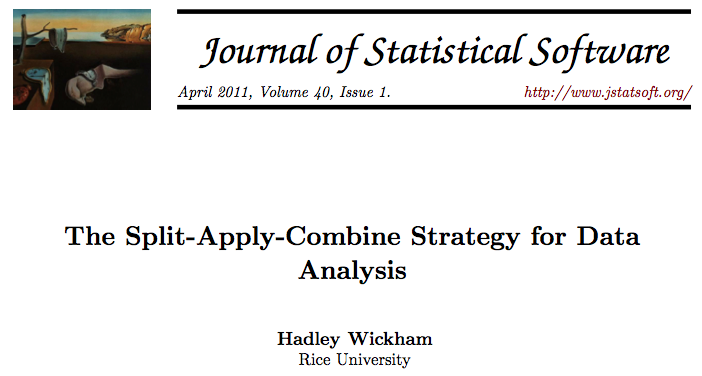 Journal of Statistical Software
April 2011, Volume 40, Issue 1.
http://www.jstatsoft.org/
The Split-Apply-Combine Strategy for Data
Analysis
Hadley Wickham
Rice University